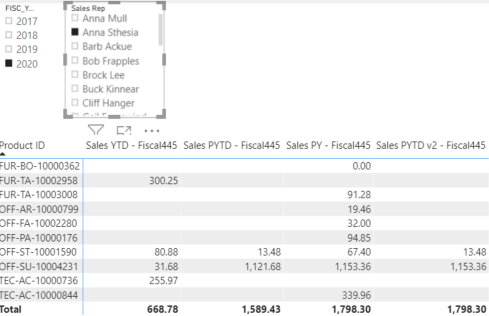 FISC_Y...
2017
2018
2019
2020
Sales Rep
Anna Mull
Anna Sthesia
Barb Ackue
Bob Frapples
Brock Lee
Buck Kinnear
Cliff Hanger
Product ID Sales YTD - Fiscal445 Sales PYTD - Fiscal445 Sales PY - Fiscal445 Sales PYTD v2 - Fiscal445
FUR-BO-10000362 0.00
FUR-TA-10002958 300.25
FUR-TA-10003008 91.28
OFF-AR-10000799 19.46
OFF-FA-10002280 32.00
OFF-PA-10000176 94.85
OFF-ST-10001590 80.88 13.48 67.40 13.48
OFF-SU-10004231 31.68 1,121.68 1,153.36 1,153.36
TEC-AC-10000736 255.97
TEC-AC-10000844 339.96
Total 668.78 1,589.43 1,798.30 1,798.30